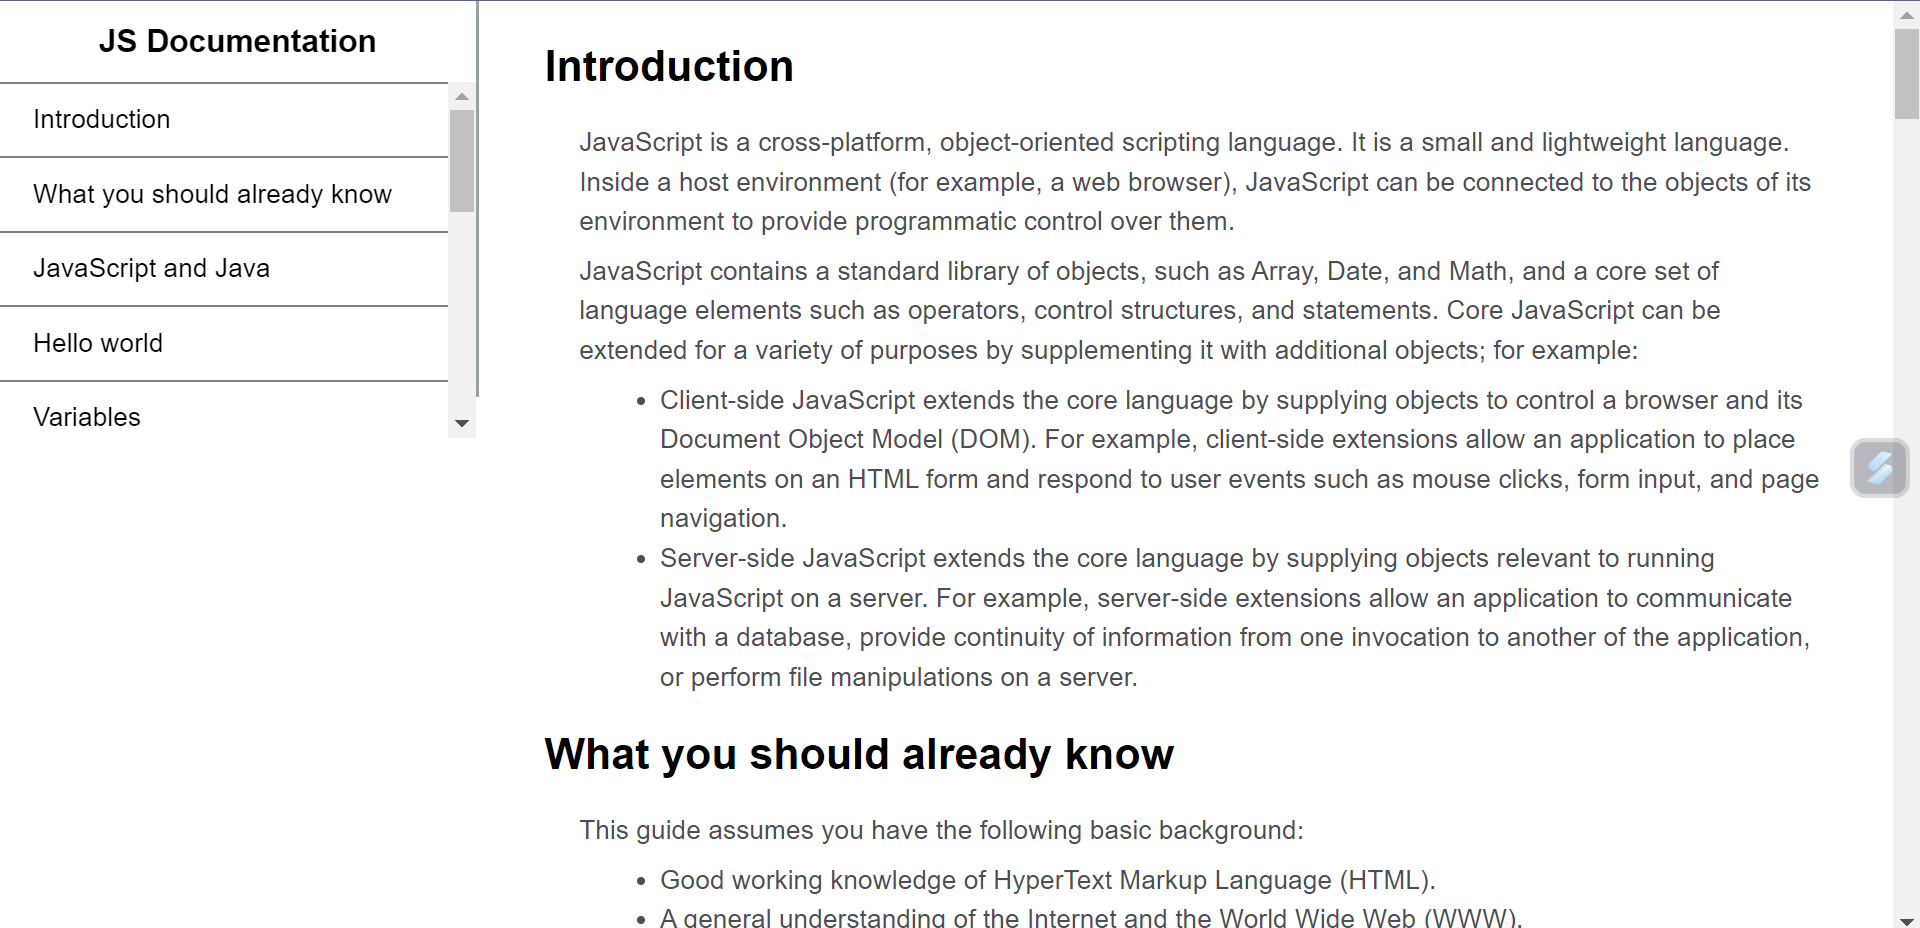 JS Documentation
Introduction
What you should already know
JavaScript and Java
Hello world
Variables
Introduction
JavaScript is a cross-platform, object-oriented scripting language. It is a small and lightweight language.
Inside a host environment (for example, a web browser), JavaScript can be connected to the objects of its
environment to provide programmatic control over them.
JavaScript contains a standard library of objects, such as Array, Date, and Math, and a core set of
language elements such as operators, control structures, and statements. Core JavaScript can be
extended for a variety of purposes by supplementing it with additional objects; for example:
• Client-side JavaScript extends the core language by supplying objects to control a browser and its
Document Object Model (DOM). For example, client-side extensions allow an application to place
elements on an HTML form and respond to user events such as mouse clicks, form input, and page
navigation.
• Server-side JavaScript extends the core language by supplying objects relevant to running
JavaScript on a server. For example, server-side extensions allow an application to communicate
with a database, provide continuity of information from one invocation to another of the application,
or perform file manipulations on a server.
What you should already know
This guide assumes you have the following basic background:
• Good working knowledge of HyperText Markup Language (HTML).
• A general understanding of the Internet and the World Wide Web (WWW).